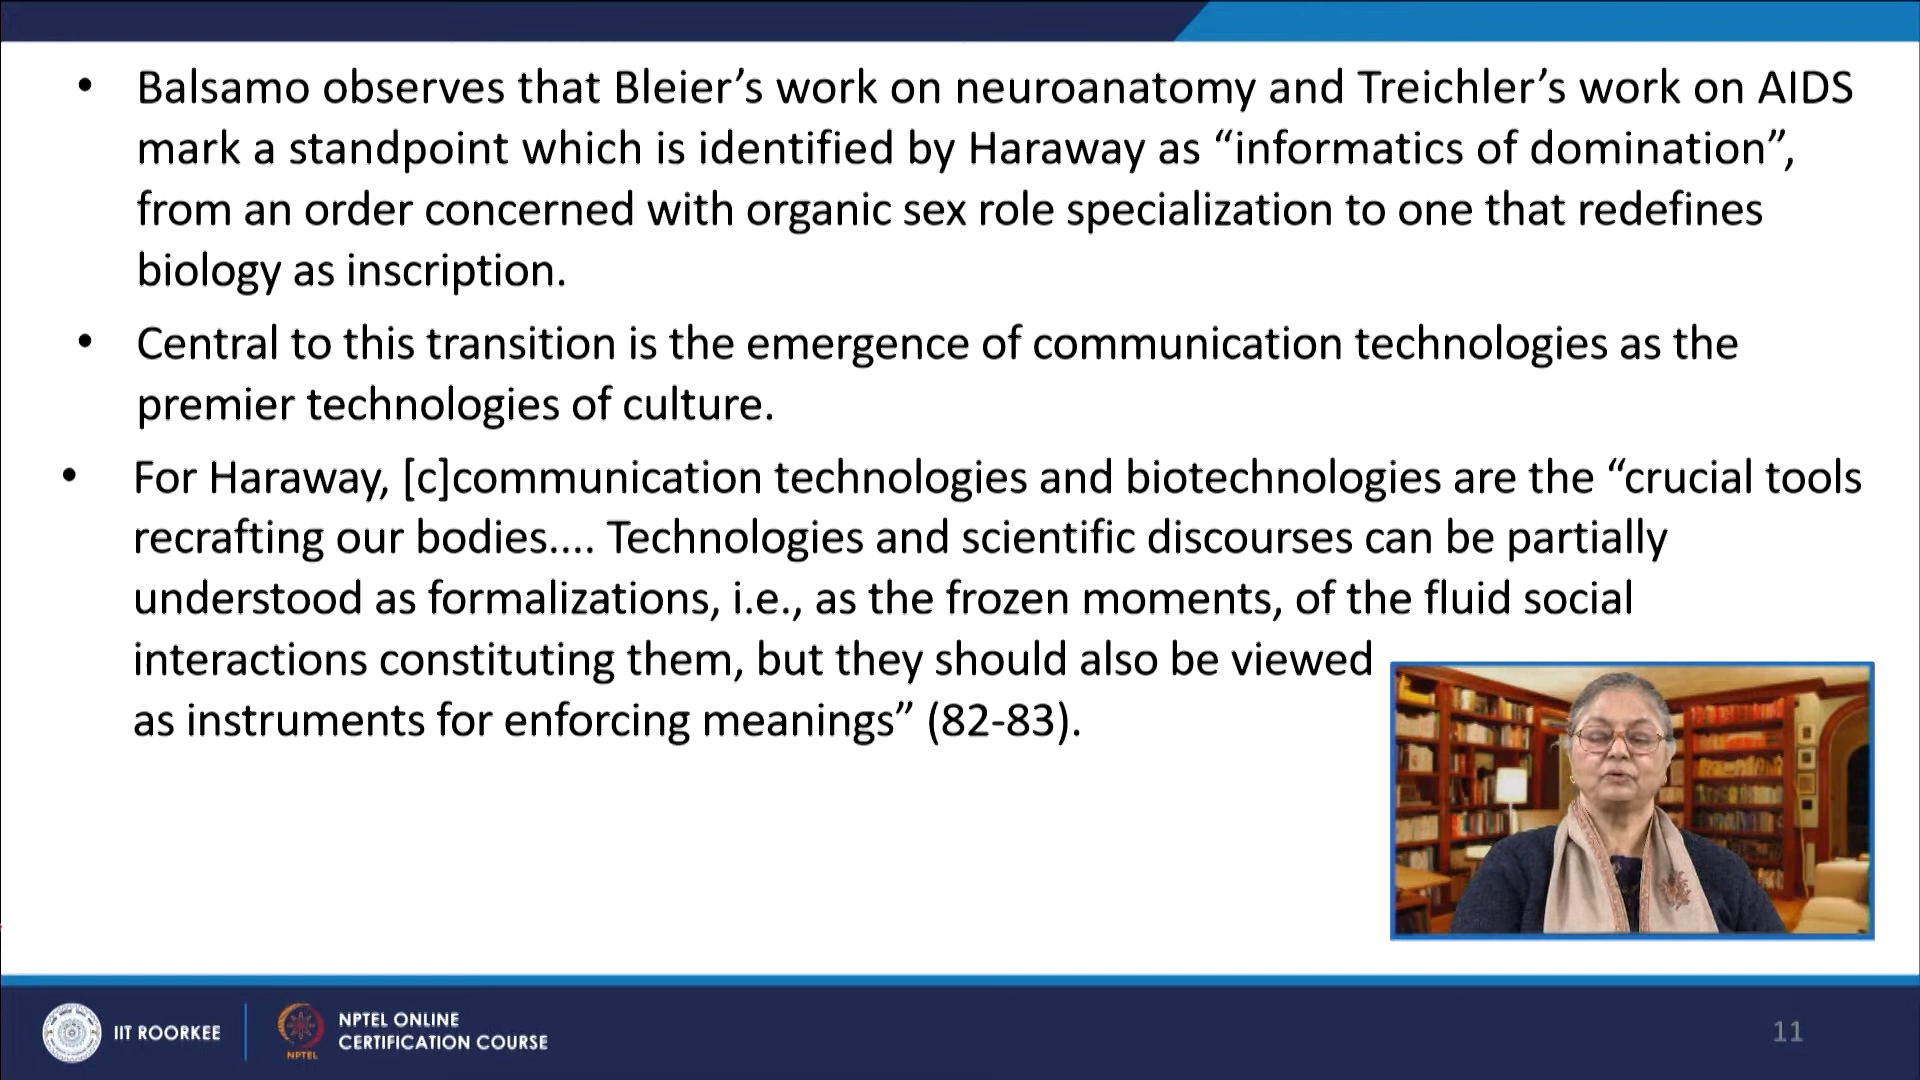 • Balsamo observes that Bleier’s work on neuroanatomy and Treichler’s work on AIDS
mark a standpoint which is identified by Haraway as “informatics of domination”,
from an order concerned with organic sex role specialization to one that redefines
biology as inscription.
• Central to this transition is the emergence of communication technologies as the
premier technologies of culture.
• For Haraway, [c]communication technologies and biotechnologies are the “crucial tools
recrafting our bodies.... Technologies and scientific discourses can be partially
understood as formalizations, i.e., as the frozen moments, of the fluid social
interactions constituting them, but they should also be viewed
as instruments for enforcing meanings” (82-83).
IIT ROORKEE
NPTEL
NPTEL ONLINE
CERTIFICATION COURSE
11